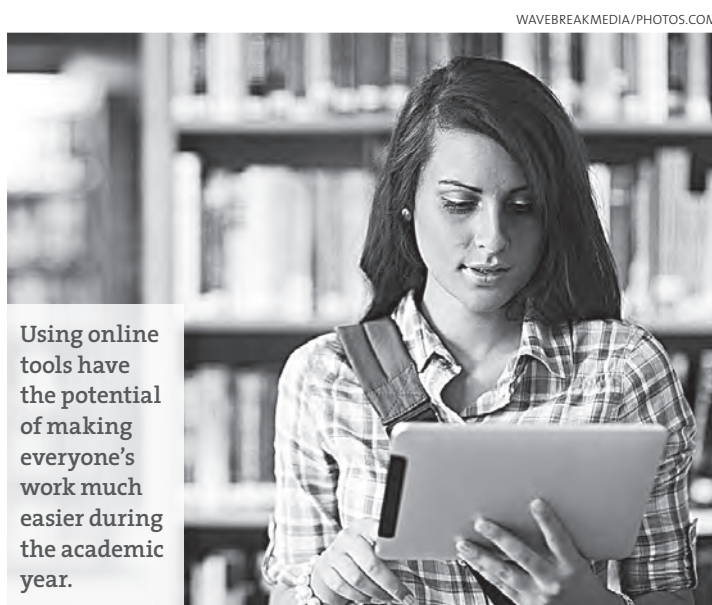 WAVEBREAKMEDIA/PHOTOS.COM
Using online
tools have
the potential
of making
everyone's
work much
easier during
the academic
year.